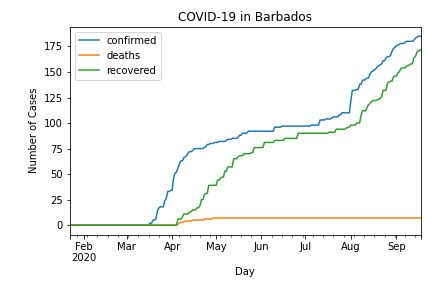 COVID-19 in Barbados
confirmed
deaths
recovered
175
150
125
100
75
50
25
0
Number of Cases
Feb Mar Apr May Jun Jul Aug Sep
2020
Day